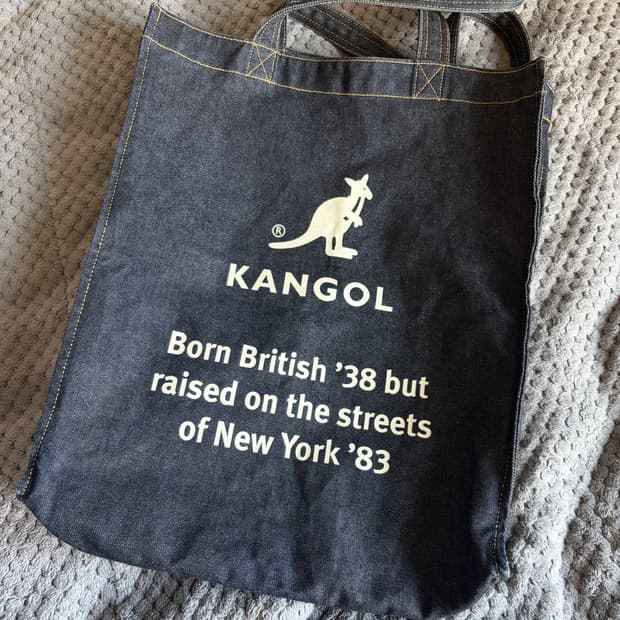 ®
KANGOL
Born British ’38 but
raised on the streets
of New York ’83